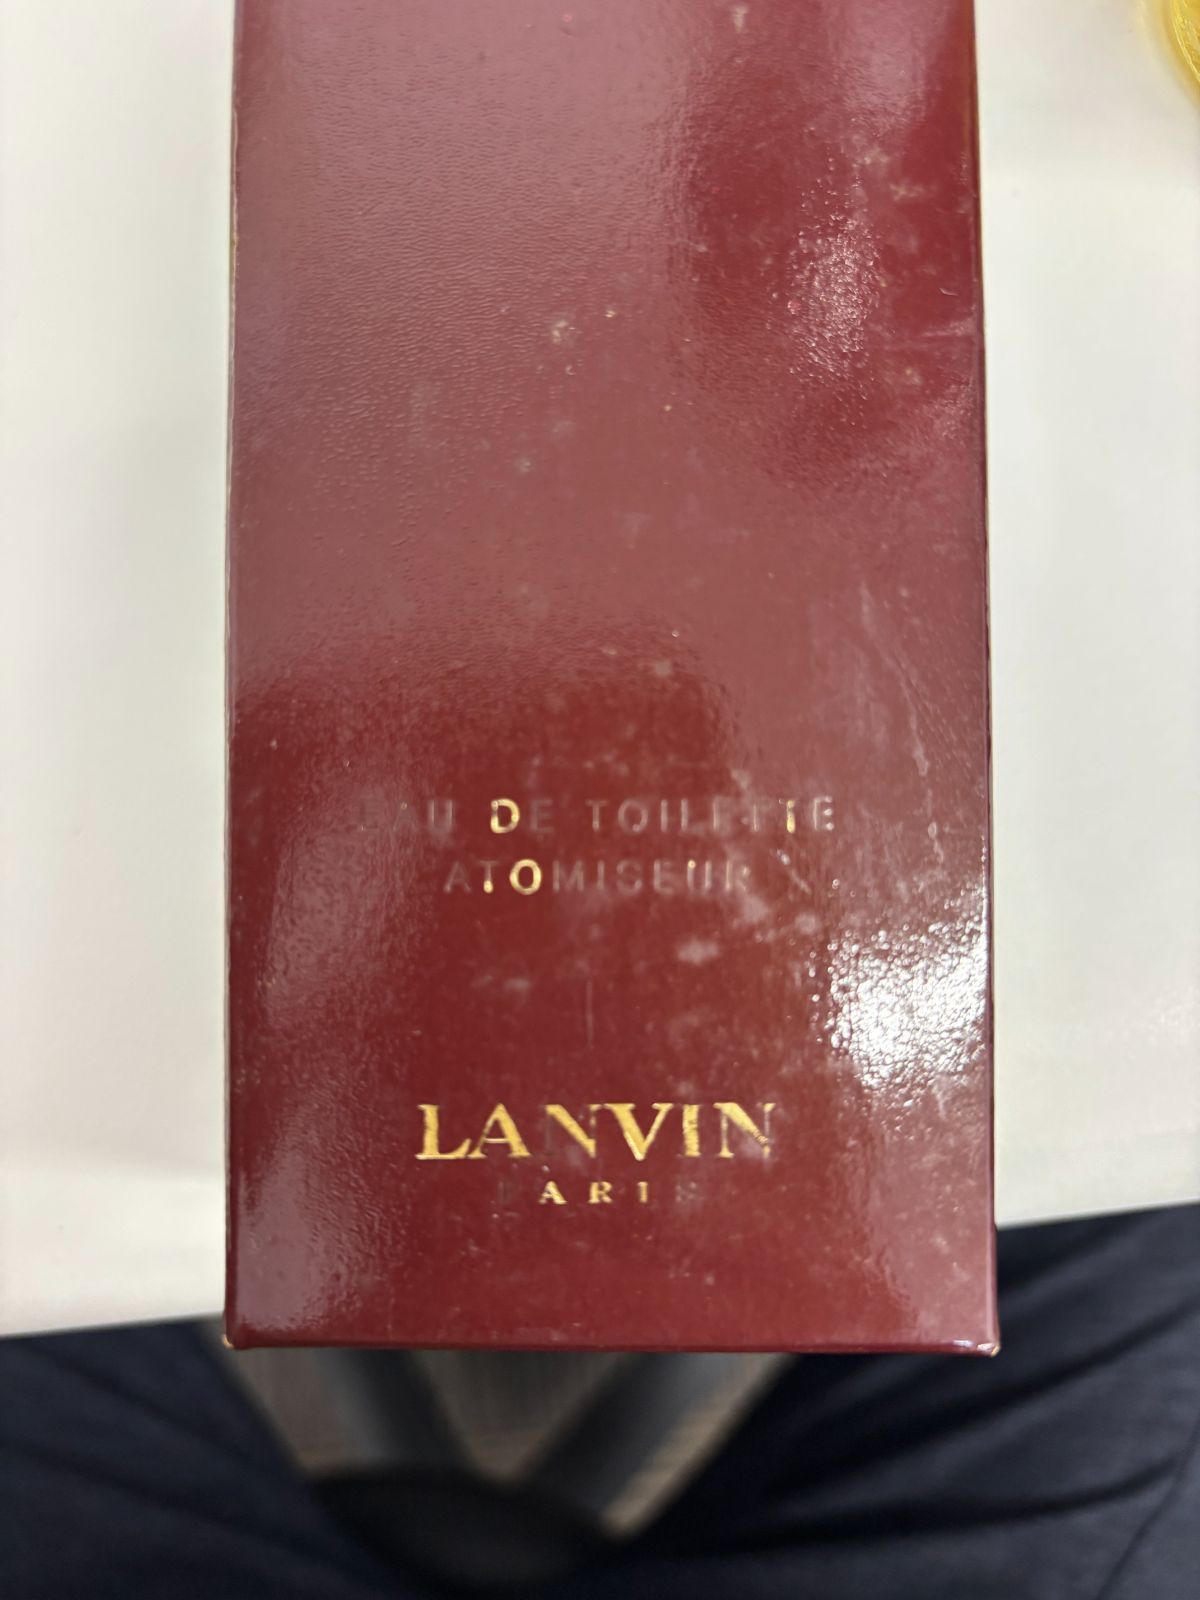 EAU DE TOILETTE
ATOMISEUR
LANVIN
PARIS